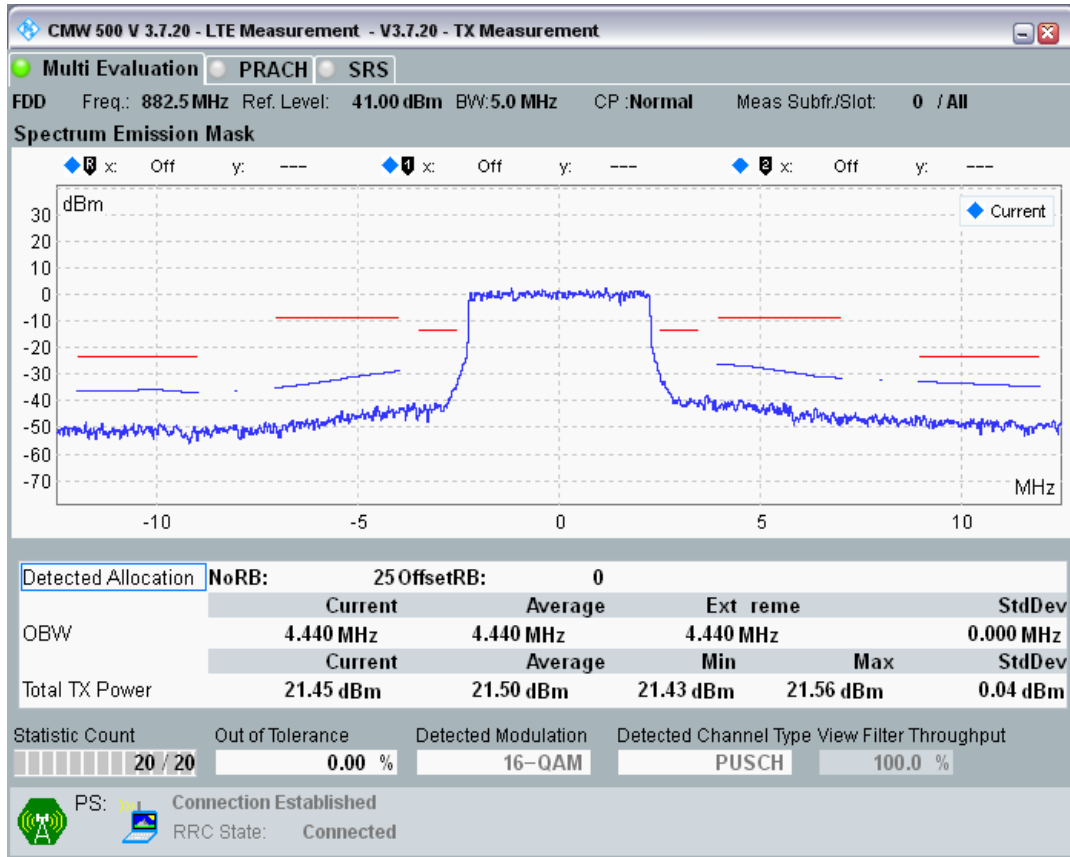 CMW 500 V 3.7.20 - LTE Measurement - V3.7.20 - TX Measurement
Multi Evaluation PRACH SRS
FDD Freq.: 882.5 MHz Ref. Level: 41.00 dBm BW:5.0 MHz CP :Normal Meas Subfr./Slot: 0 / All
Spectrum Emission Mask
R x: Off y: --- 1 x: Off y: --- 2 x: Off y: ---
dBm
Current
30
20
10
0
-10
-20
-30
-40
-50
-60
-70
MHz
-10 -5 0 5 10
Detected Allocation NoRB: 25 OffsetRB: 0
Current Average Ext reme StdDev
OBW 4.440 MHz 4.440 MHz 4.440 MHz 0.000 MHz
Current Average Min Max StdDev
Total TX Power 21.45 dBm 21.50 dBm 21.43 dBm 21.56 dBm 0.04 dBm
Statistic Count Out of Tolerance Detected Modulation Detected Channel Type View Filter Throughput
20 / 20 0.00 % 16-QAM PUSCH 100.0 %
PS: Connection Established
RRC State: Connected